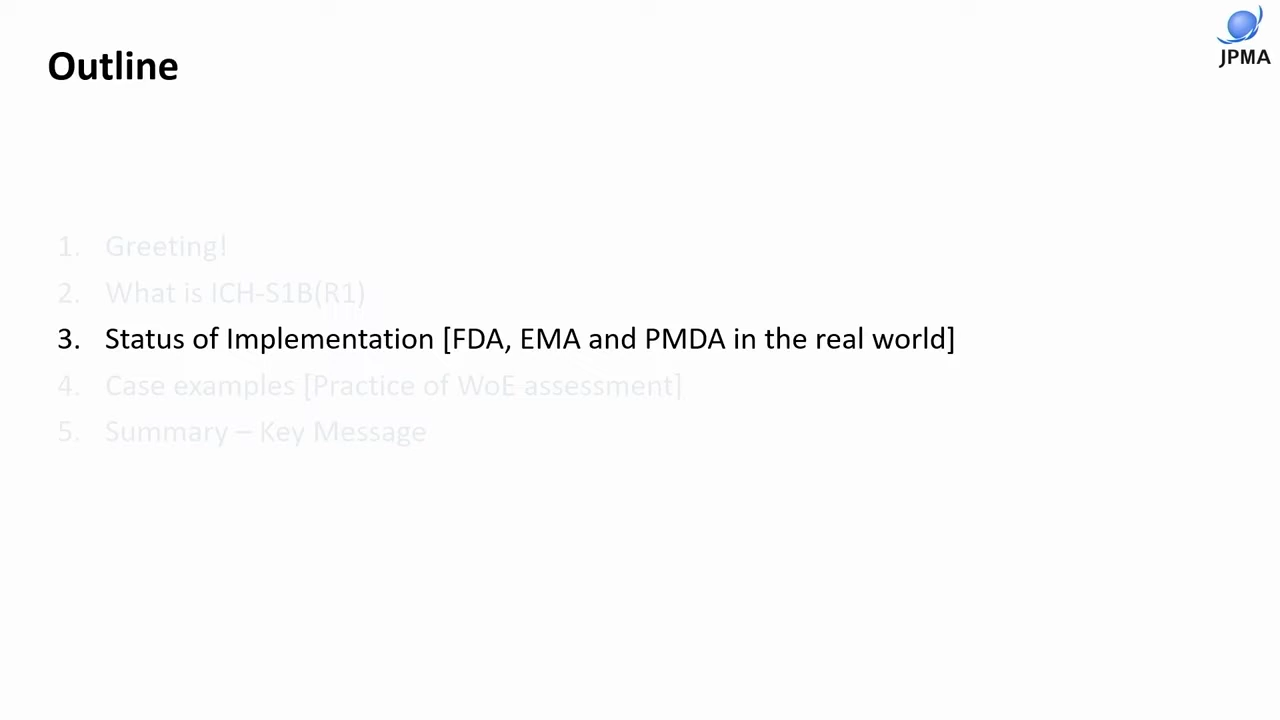 Outline
JPMA
1. Greeting!
2. What is ICH-S1B(R1)
3. Status of Implementation [FDA, EMA and PMDA in the real world]
4. Case examples [Practice of WoE assessment]
5. Summary – Key Message